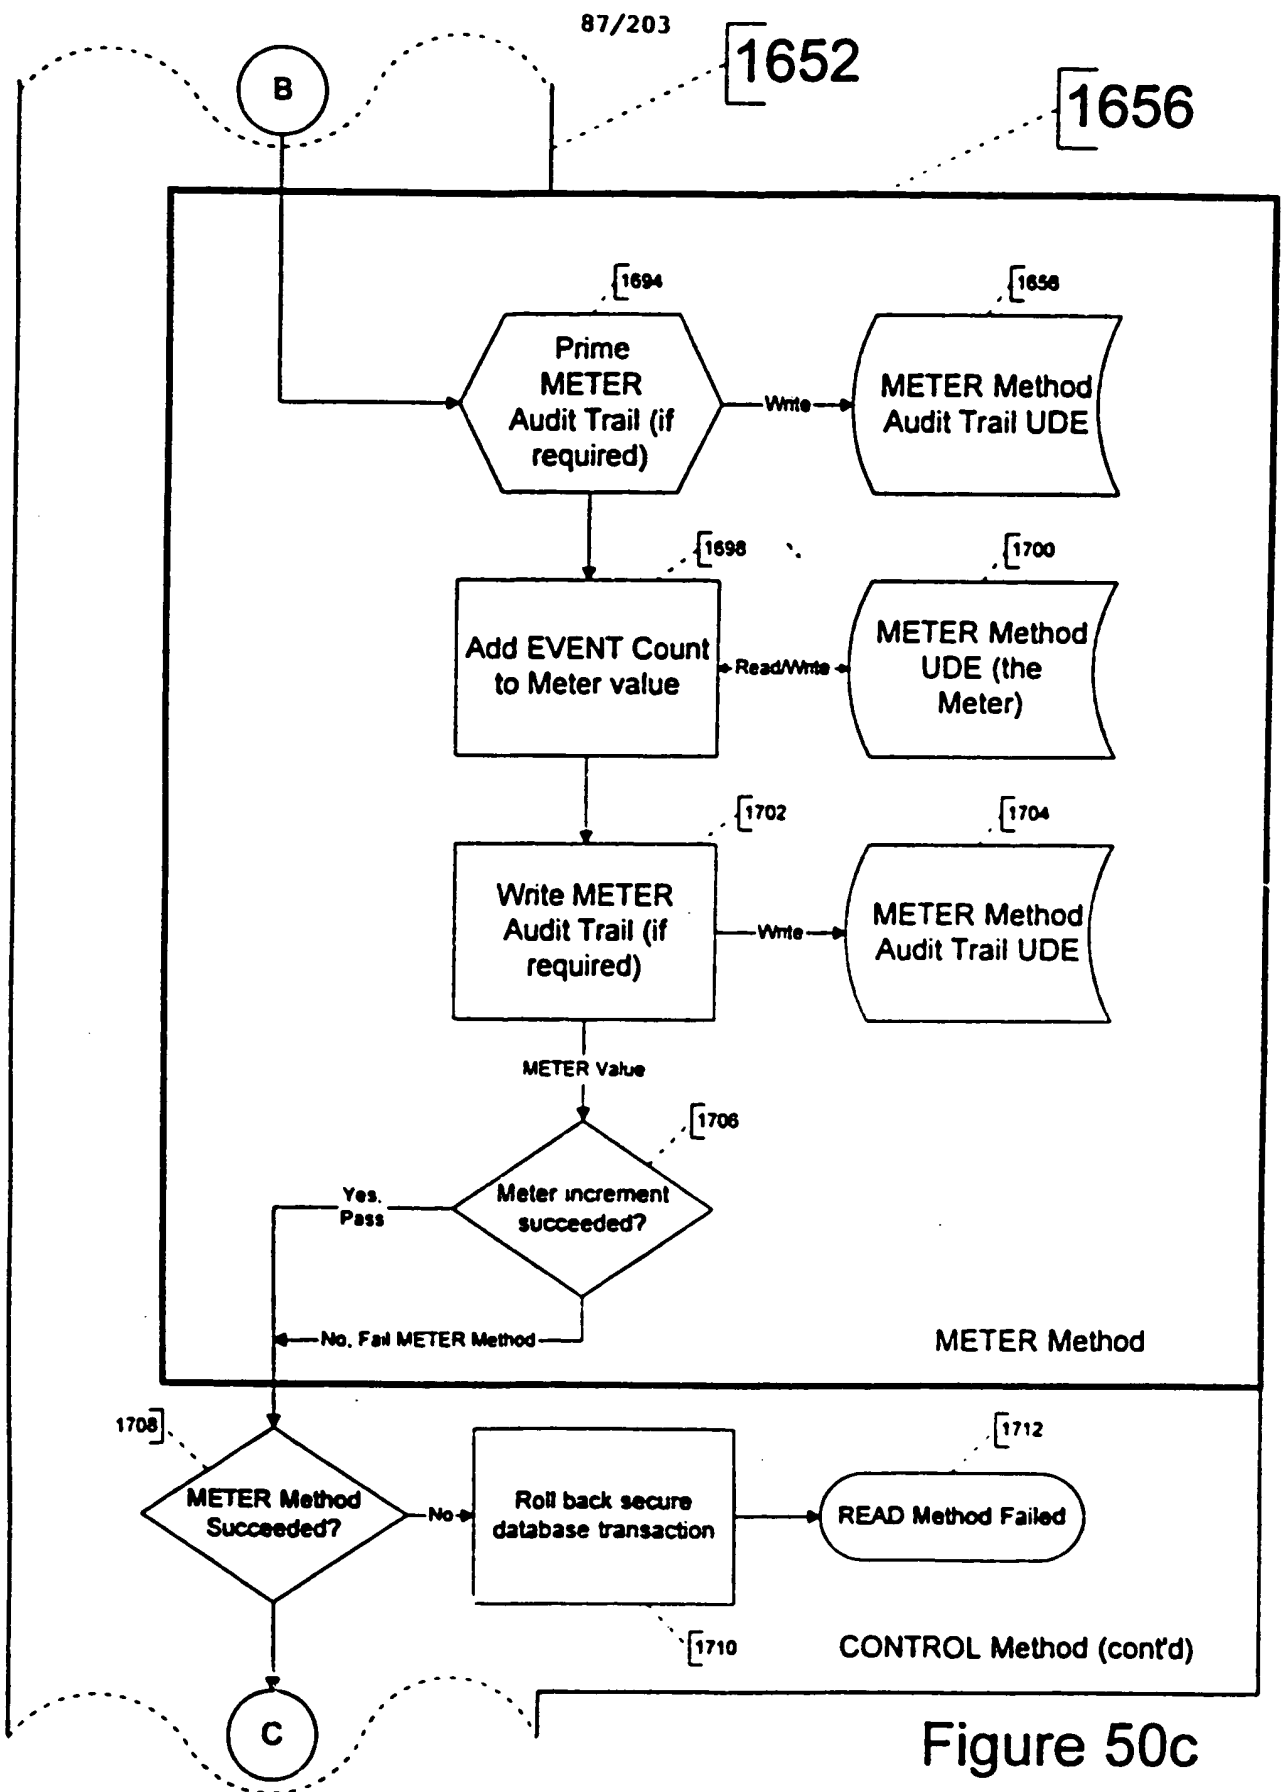 87/203
1652
B
1656
1694
1656
Prime
METER
Audit Trail (if
required)
Write
METER Method
Audit Trail UDE
1698
1700
Add EVENT Count
to Meter value
Read/Write
METER Method
UDE (the
Meter)
1702
1704
Write METER
Audit Trail (if
required)
Write
METER Method
Audit Trail UDE
METER Value
1706
Meter increment
succeeded?
Yes,
Pass
No, Fail METER Method
METER Method
1708
1712
METER Method
Succeeded?
No
Roll back secure
database transaction
READ Method Failed
1710
CONTROL Method (cont'd)
C
Figure 50c